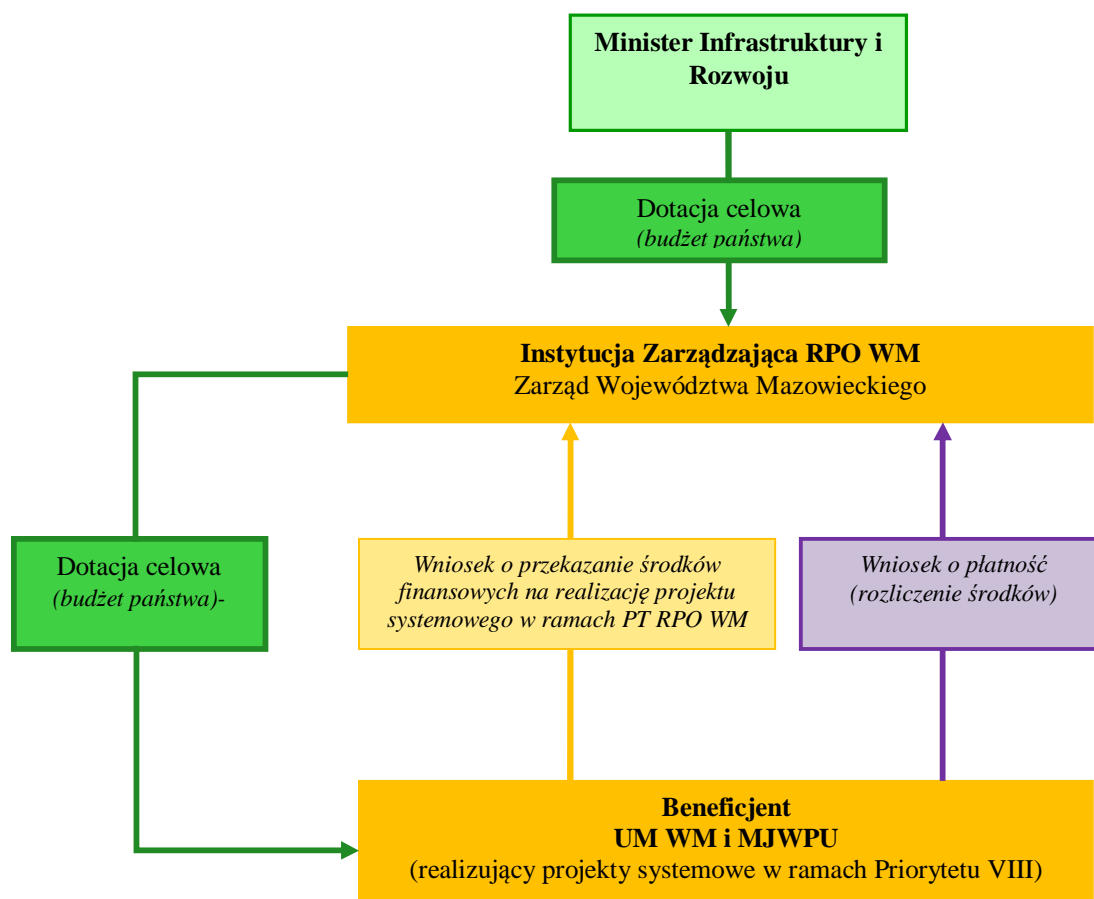 Minister Infrastruktury i
Rozwoju
Dotacja celowa
(budżet państwa)
Instytucja Zarządzająca RPO WM
Zarząd Województwa Mazowieckiego
Dotacja celowa
(budżet państwa)-
Wniosek o przekazanie środków
finansowych na realizację projektu
systemowego w ramach PT RPO WM
Wniosek o płatność
(rozliczenie środków)
Beneficjent
UM WM i MJWPU
(realizujący projekty systemowe w ramach Priorytetu VIII)